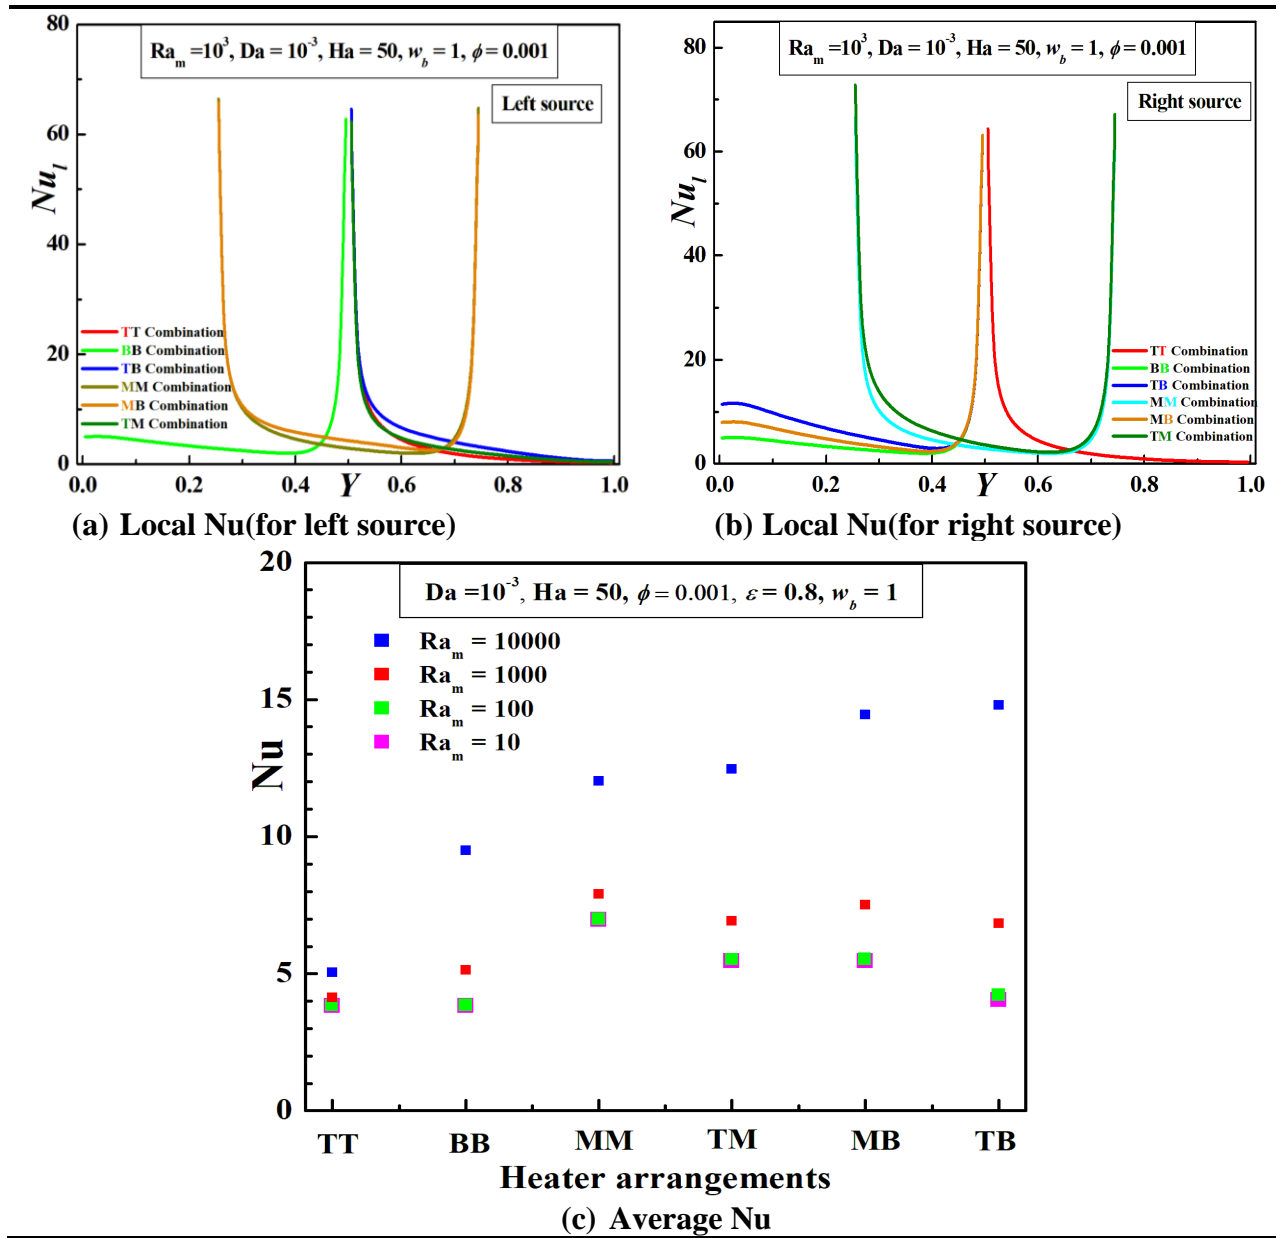 80
60
40
20
0
Nu_l
Ra_m =10^3, Da = 10^-3, Ha = 50, w_b = 1, ϕ = 0.001
Left source
TT Combination
BB Combination
TB Combination
MM Combination
MB Combination
TM Combination
0.0 0.2 0.4 Y 0.6 0.8 1.0
(a) Local Nu(for left source)
80
60
40
20
0
Nu_l
Ra_m =10^3, Da = 10^-3, Ha = 50, w_b = 1, ϕ = 0.001
Right source
TT Combination
BB Combination
TB Combination
MM Combination
MB Combination
TM Combination
0.0 0.2 0.4 Y 0.6 0.8 1.0
(b) Local Nu(for right source)
20
15
10
5
0
Nu
Da =10^-3, Ha = 50, ϕ = 0.001, ε = 0.8, w_b = 1
Ra_m = 10000
Ra_m = 1000
Ra_m = 100
Ra_m = 10
TT BB MM TM MB TB
Heater arrangements
(c) Average Nu